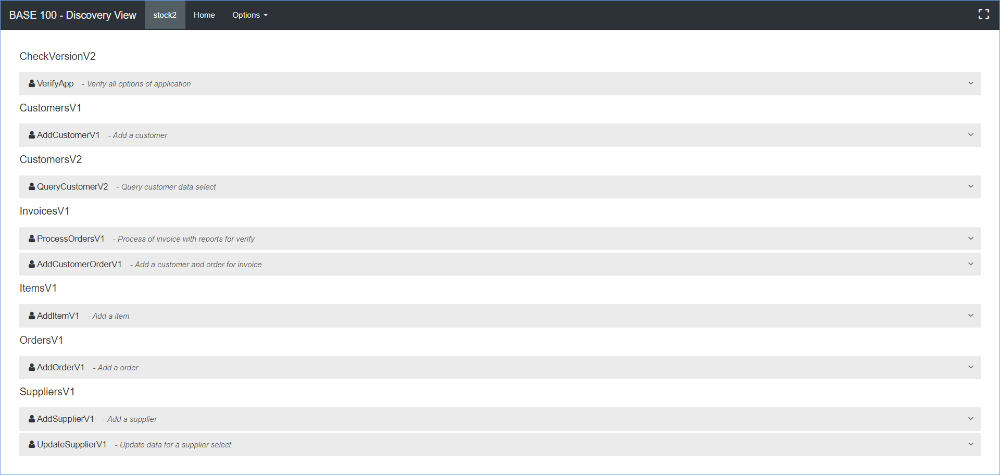 BASE 100 - Discovery View stock2 Home Options
CheckVersionV2
VerifyApp - Verify all options of application
CustomersV1
AddCustomerV1 - Add a customer
CustomersV2
QueryCustomerV2 - Query customer data select
InvoicesV1
ProcessOrdersV1 - Process of invoice with reports for verify
AddCustomerOrderV1 - Add a customer and order for invoice
ItemsV1
AddItemV1 - Add a item
OrdersV1
AddOrderV1 - Add a order
SuppliersV1
AddSupplierV1 - Add a supplier
UpdateSupplierV1 - Update data for a supplier select